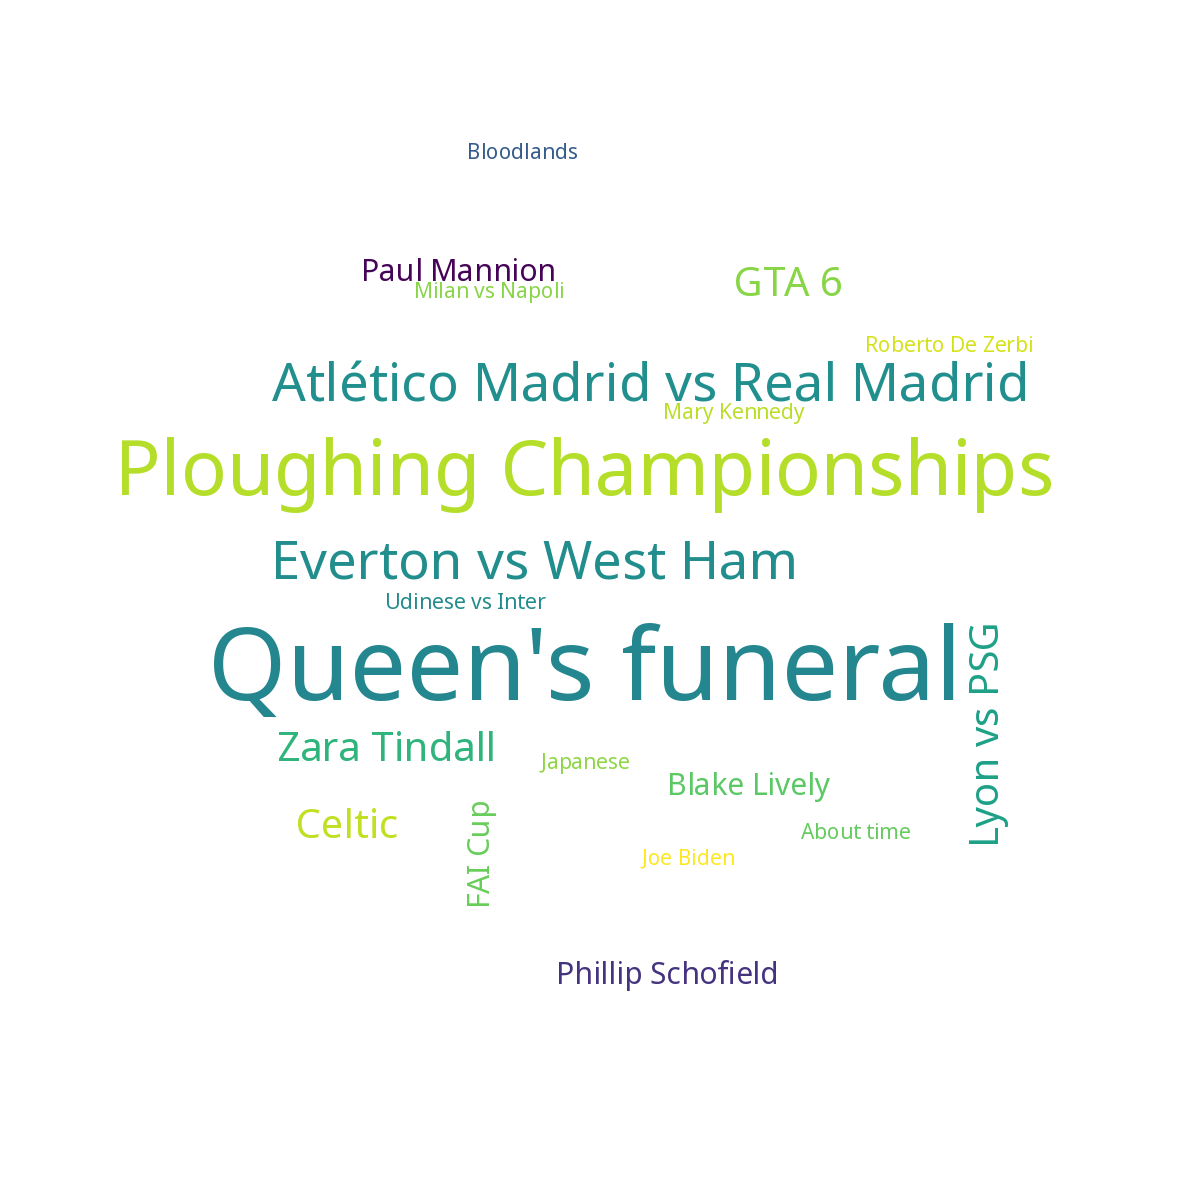 Bloodlands
Paul Mannion
GTA 6
Milan vs Napoli
Roberto De Zerbi
Atlético Madrid vs Real Madrid
Mary Kennedy
Ploughing Championships
Everton vs West Ham
Udinese vs Inter
Queen's funeral
Lyon vs PSG
Zara Tindall
Japanese
Blake Lively
Celtic
About time
FAI Cup
Joe Biden
Phillip Schofield